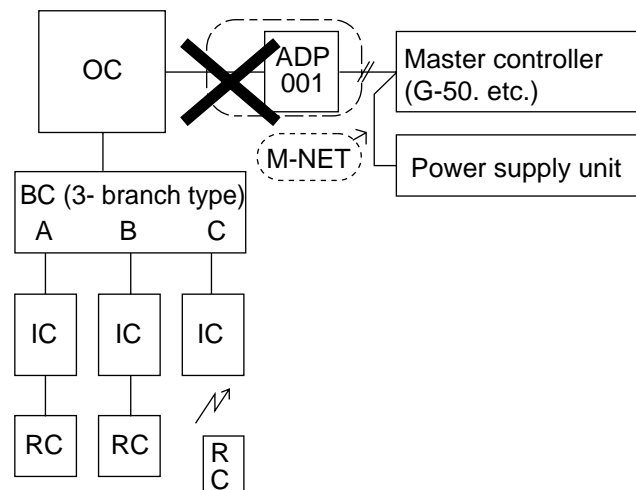 OC
ADP
001
Master controller
(G-50. etc.)
M-NET
Power supply unit
BC (3- branch type)
A B C
IC IC IC
RC RC R
C